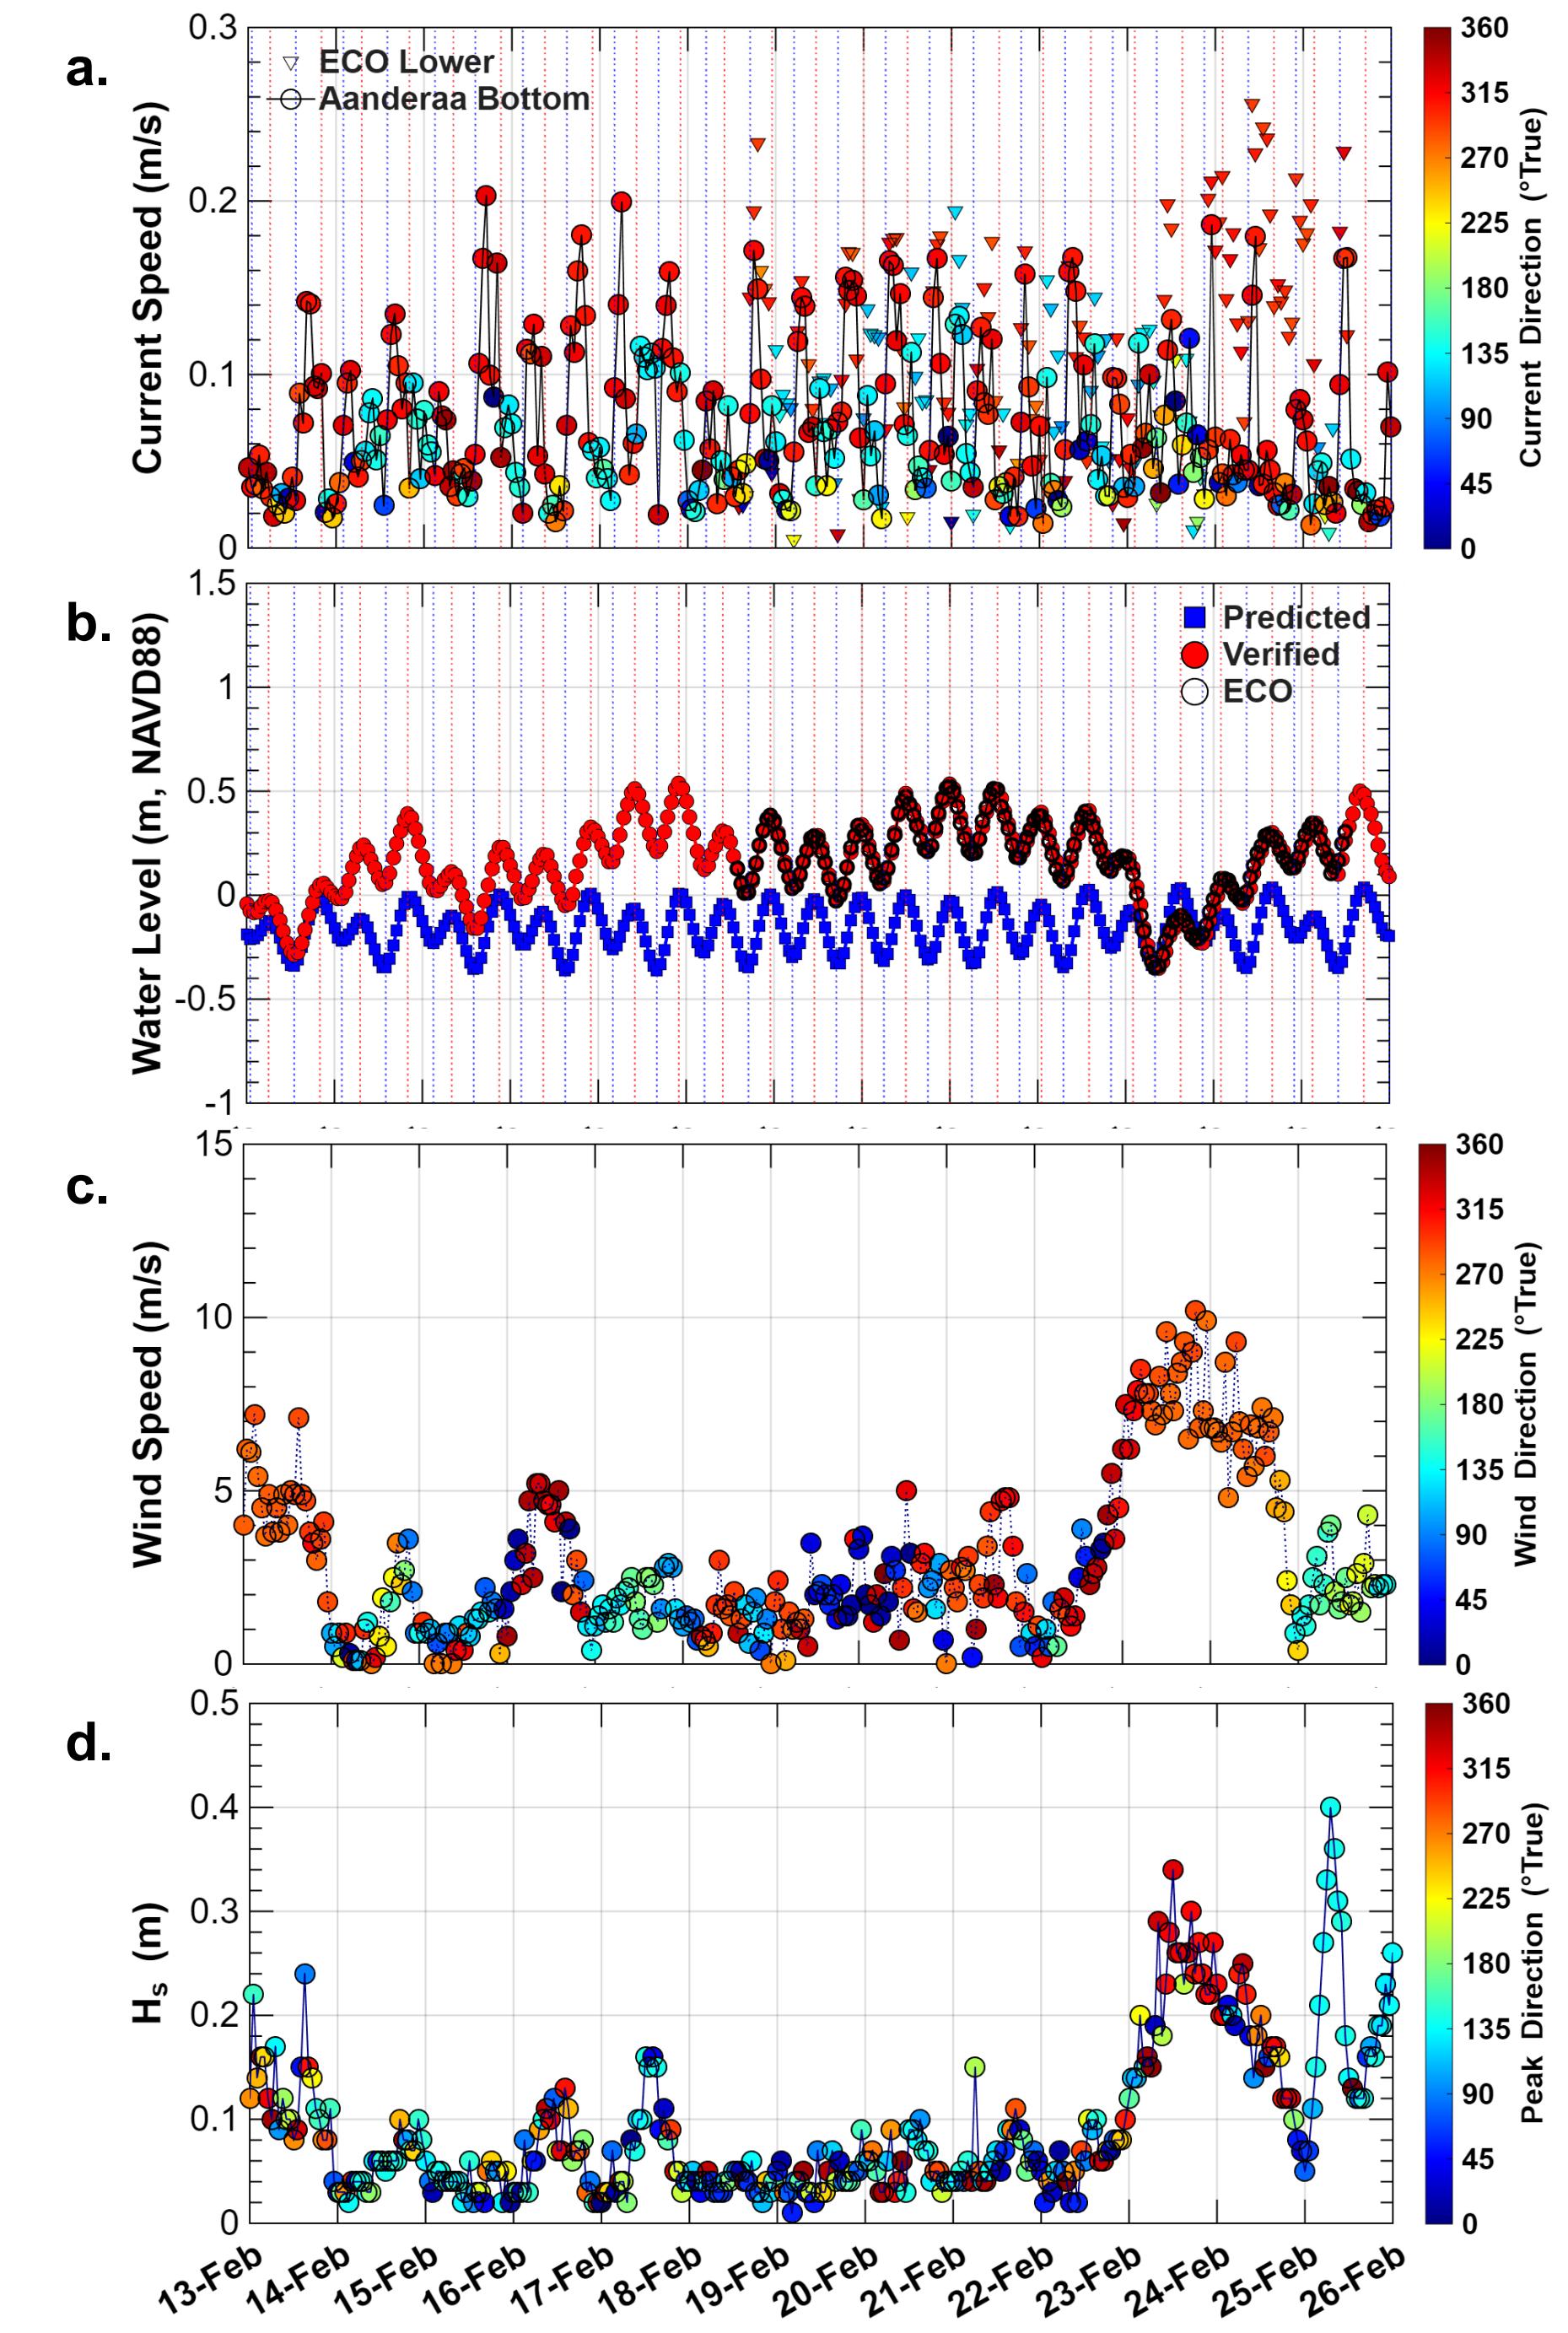 a.
Current Speed (m/s)
0.3
0.2
0.1
0
ECO Lower
Aanderaa Bottom
360
315
270
225
180
135
90
45
0
Current Direction (°True)
b.
Water Level (m, NAVD88)
1.5
1
0.5
0
-0.5
-1
Predicted
Verified
ECO
c.
Wind Speed (m/s)
15
10
5
0
360
315
270
225
180
135
90
45
0
Wind Direction (°True)
d.
Hs (m)
0.5
0.4
0.3
0.2
0.1
0
360
315
270
225
180
135
90
45
0
Peak Direction (°True)
13-Feb
14-Feb
15-Feb
16-Feb
17-Feb
18-Feb
19-Feb
20-Feb
21-Feb
22-Feb
23-Feb
24-Feb
25-Feb
26-Feb